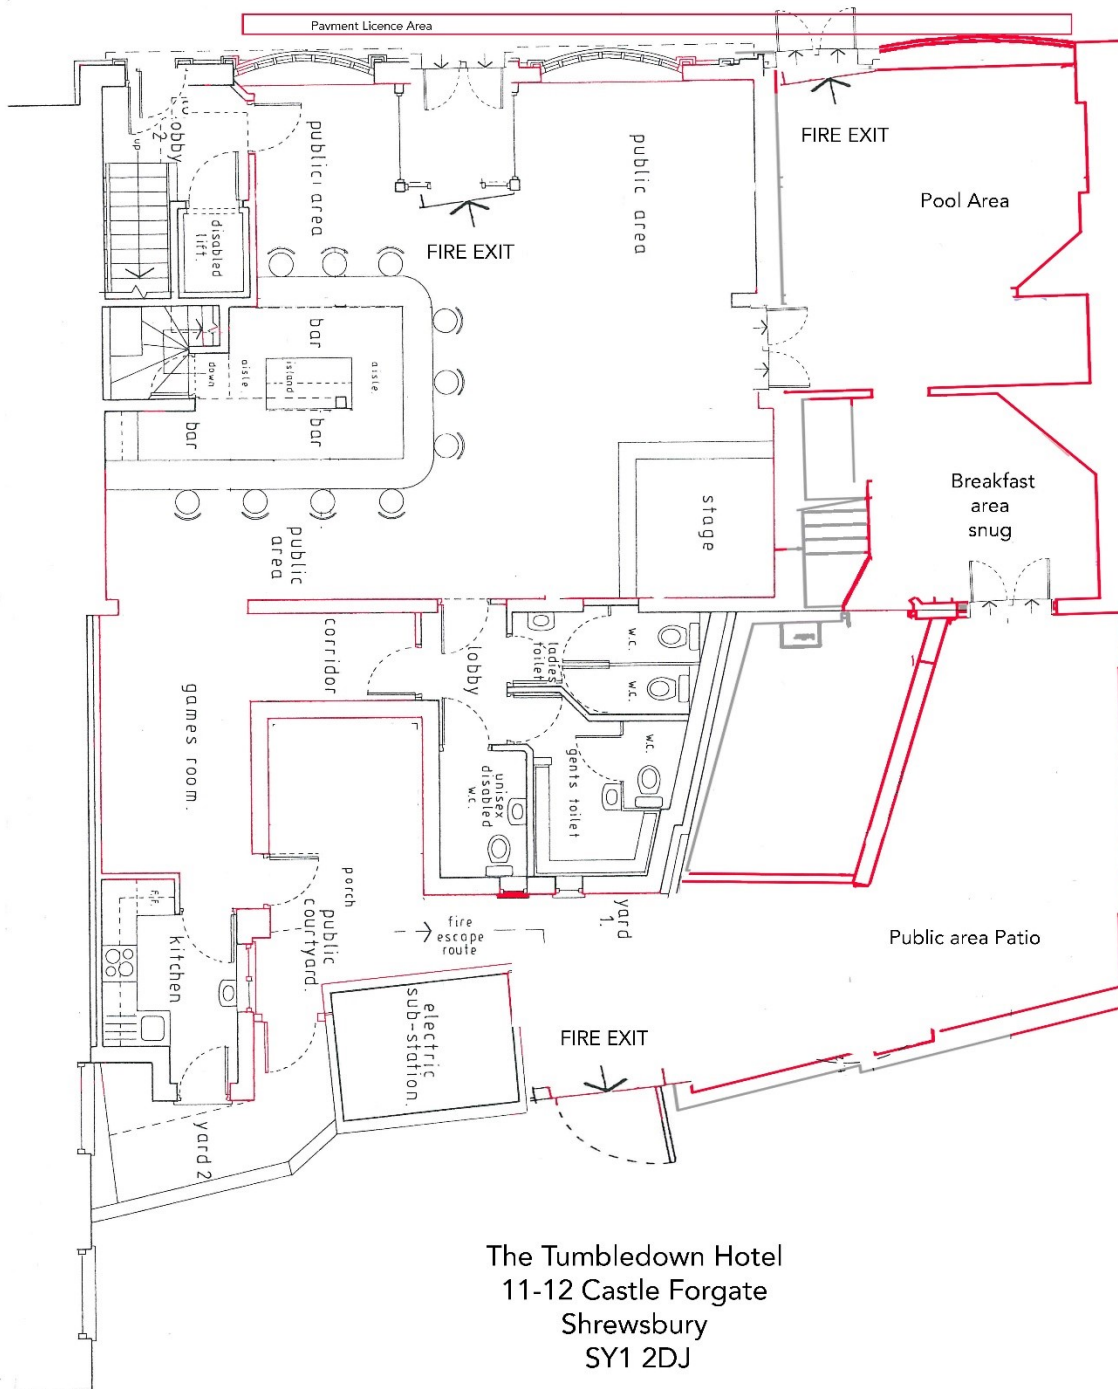 Pavment Licence Area
FIRE EXIT
Pool Area
lobby
2
up
public area
public area
disabled
lift.
FIRE EXIT
bar
aisle
island
aisle.
down
bar
bar
stage
Breakfast
area
snug
public
area
corridor
lobby
ladies
toilet
w.c.
w.c.
w.c.
games room.
gents toilet
unisex
disabled
w.c.
porch
public
courtyard.
fire
escape
route
yard
1.
Public area Patio
F.F.
kitchen
electric
sub-station
FIRE EXIT
yard 2
The Tumbledown Hotel
11-12 Castle Forgate
Shrewsbury
SY1 2DJ